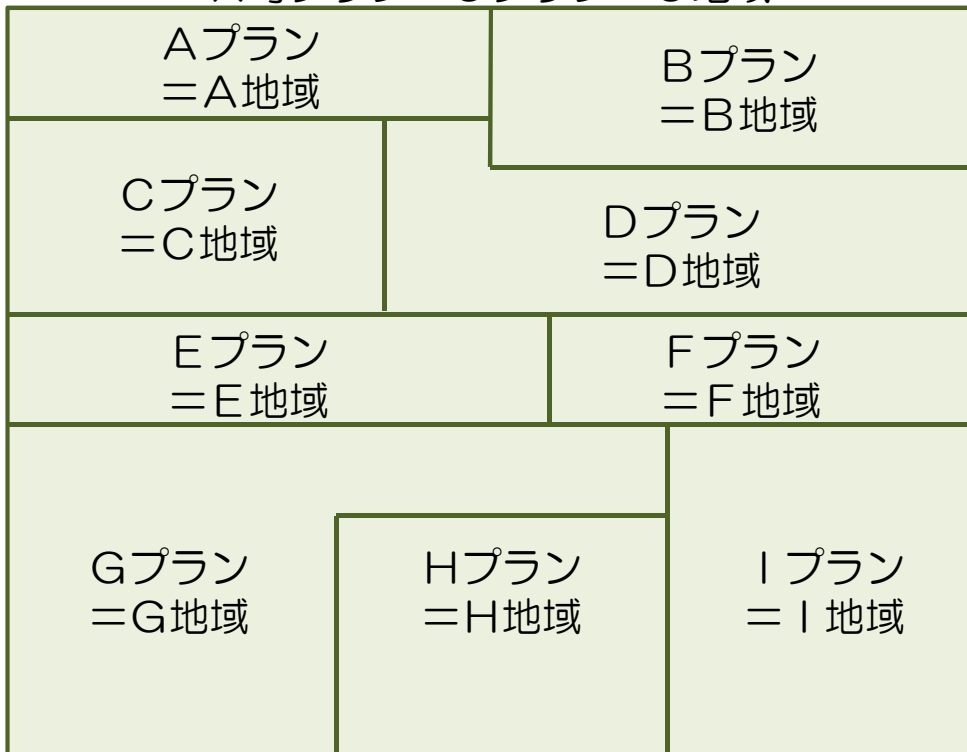 Aプラン
=A地域
Bプラン
=B地域
Cプラン
=C地域
Dプラン
=D地域
Eプラン
=E地域
Fプラン
=F地域
Gプラン
=G地域
Hプラン
=H地域
Iプラン
=I地域